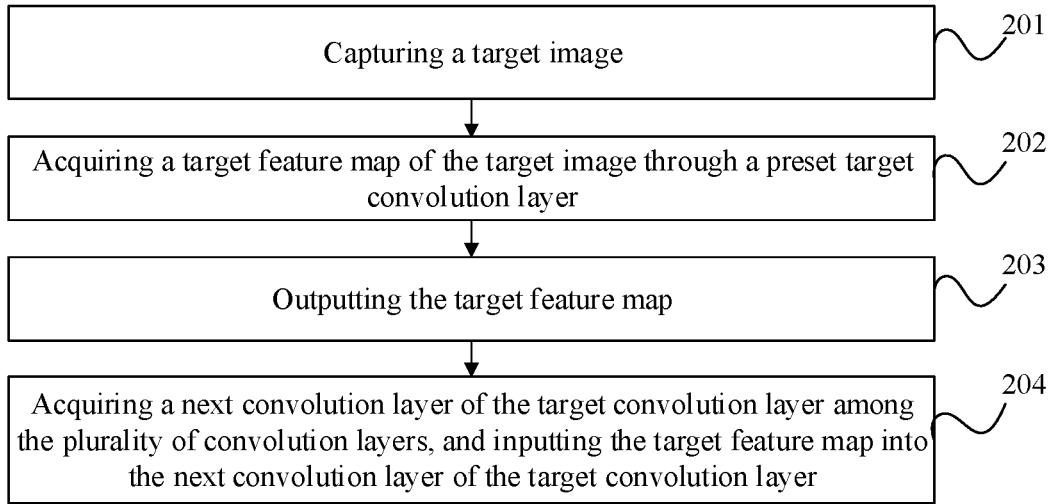 Capturing a target image
201
Acquiring a target feature map of the target image through a preset target
convolution layer
202
Outputting the target feature map
203
Acquiring a next convolution layer of the target convolution layer among
the plurality of convolution layers, and inputting the target feature map into
the next convolution layer of the target convolution layer
204